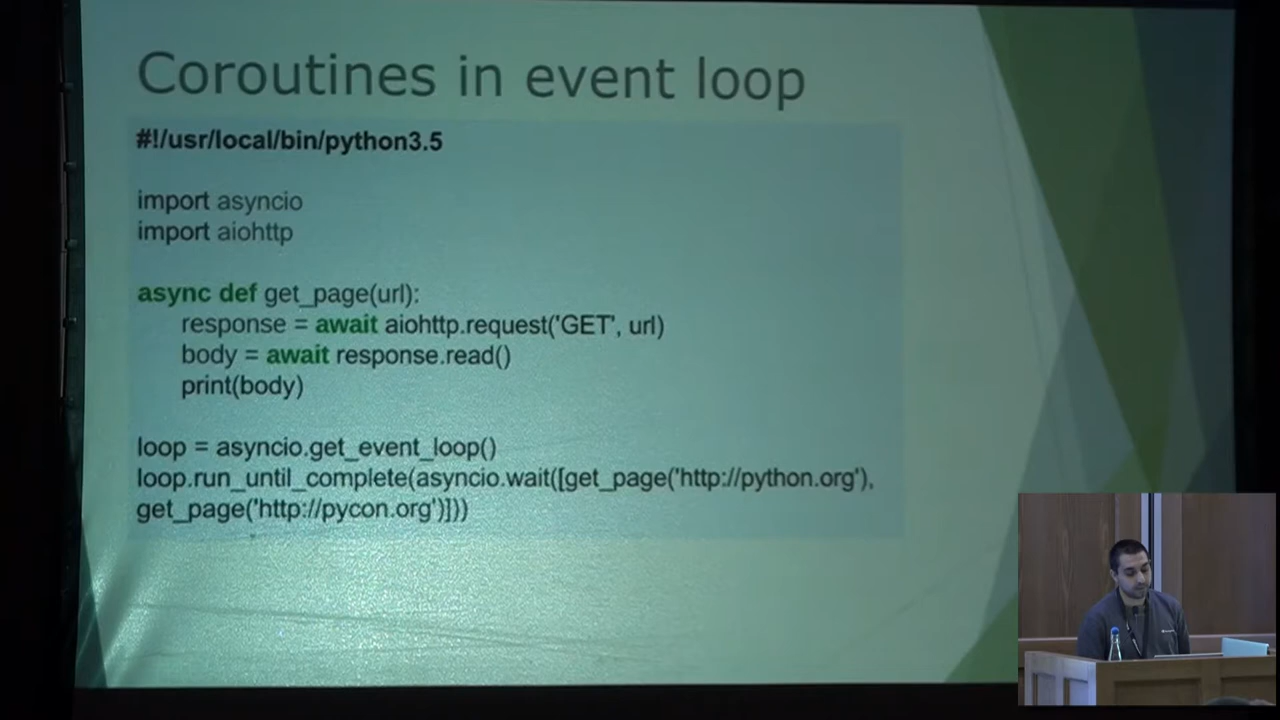 Coroutines in event loop
#!/usr/local/bin/python3.5
import asyncio
import aiohttp
async def get_page(url):
response = await aiohttp.request('GET', url)
body = await response.read()
print(body)
loop = asyncio.get_event_loop()
loop.run_until_complete(asyncio.wait([get_page('http://python.org'),
get_page('http://pycon.org')]))